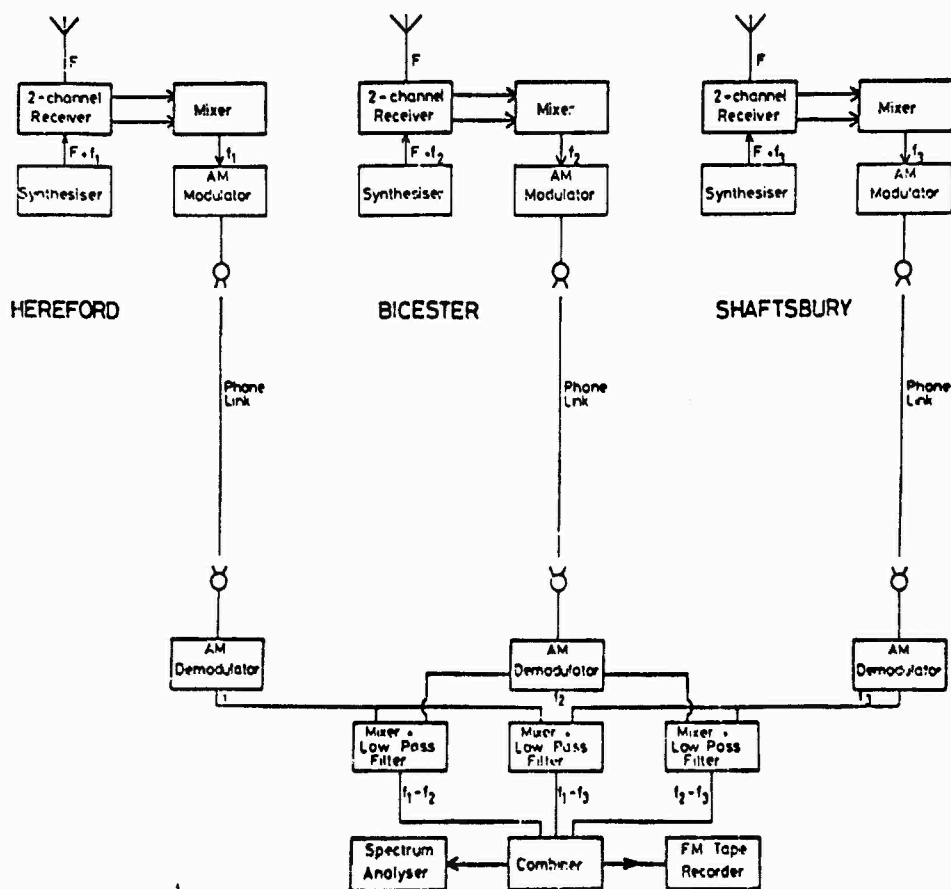 F
F
F
2-channel
Receiver
Mixer
2-channel
Receiver
Mixer
2-channel
Receiver
Mixer
F + f1
f1
F + f2
f2
F + f3
f3
Synthesiser
AM
Modulator
Synthesiser
AM
Modulator
Synthesiser
AM
Modulator
HEREFORD
BICESTER
SHAFTSBURY
Phone
Link
Phone
Link
Phone
Link
AM
Demodulator
AM
Demodulator
AM
Demodulator
f2
Mixer +
Low Pass
Filter
Mixer +
Low Pass
Filter
Mixer +
Low Pass
Filter
f1-f2
f1-f3
f2-f3
Spectrum
Analyser
Combiner
FM Tape
Recorder